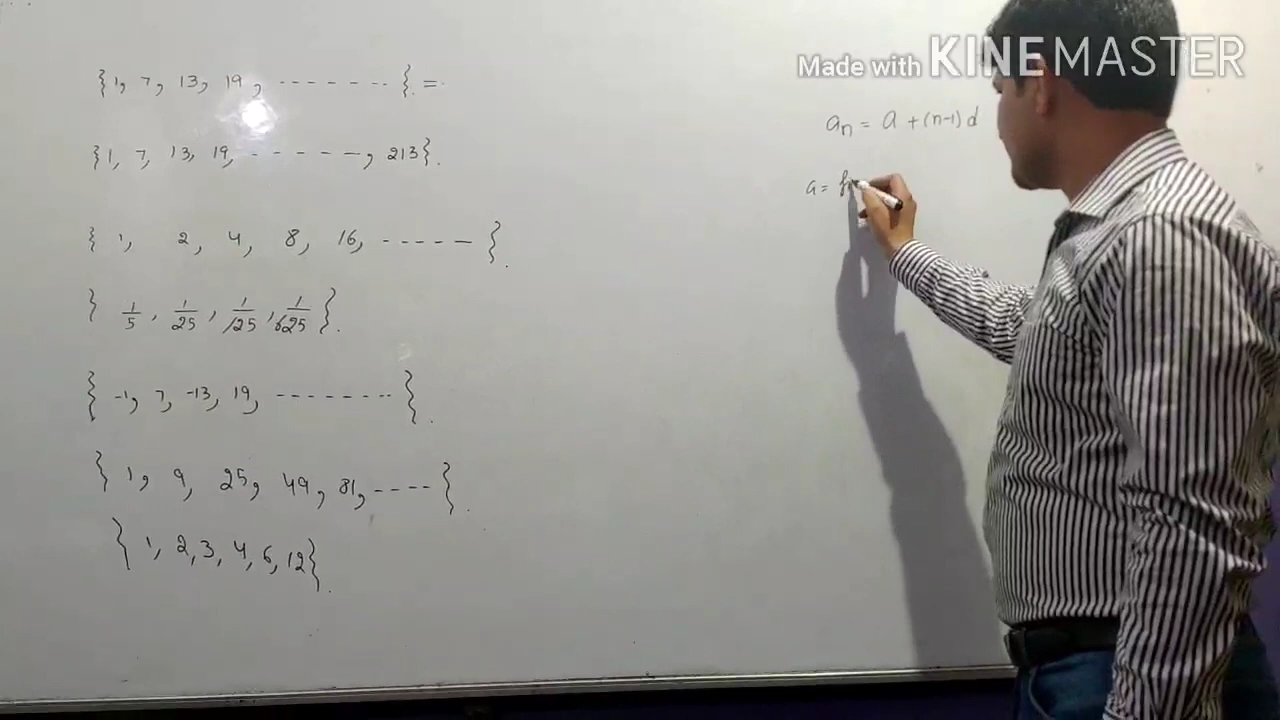 {1, 7, 13, 19, -------- } =
{1, 7, 13, 19, ------, 213}.
{ 1, 2, 4, 8, 16, ----- }.
{ 1/5, 1/25, 1/125, 1/625 }.
{ -1, 7, -13, 19, -------- }.
{ 1, 9, 25, 49, 81, ---- }.
{ 1, 2, 3, 4, 6, 12}.
Made with KINEMASTER
an = a + (n-1) d
a =